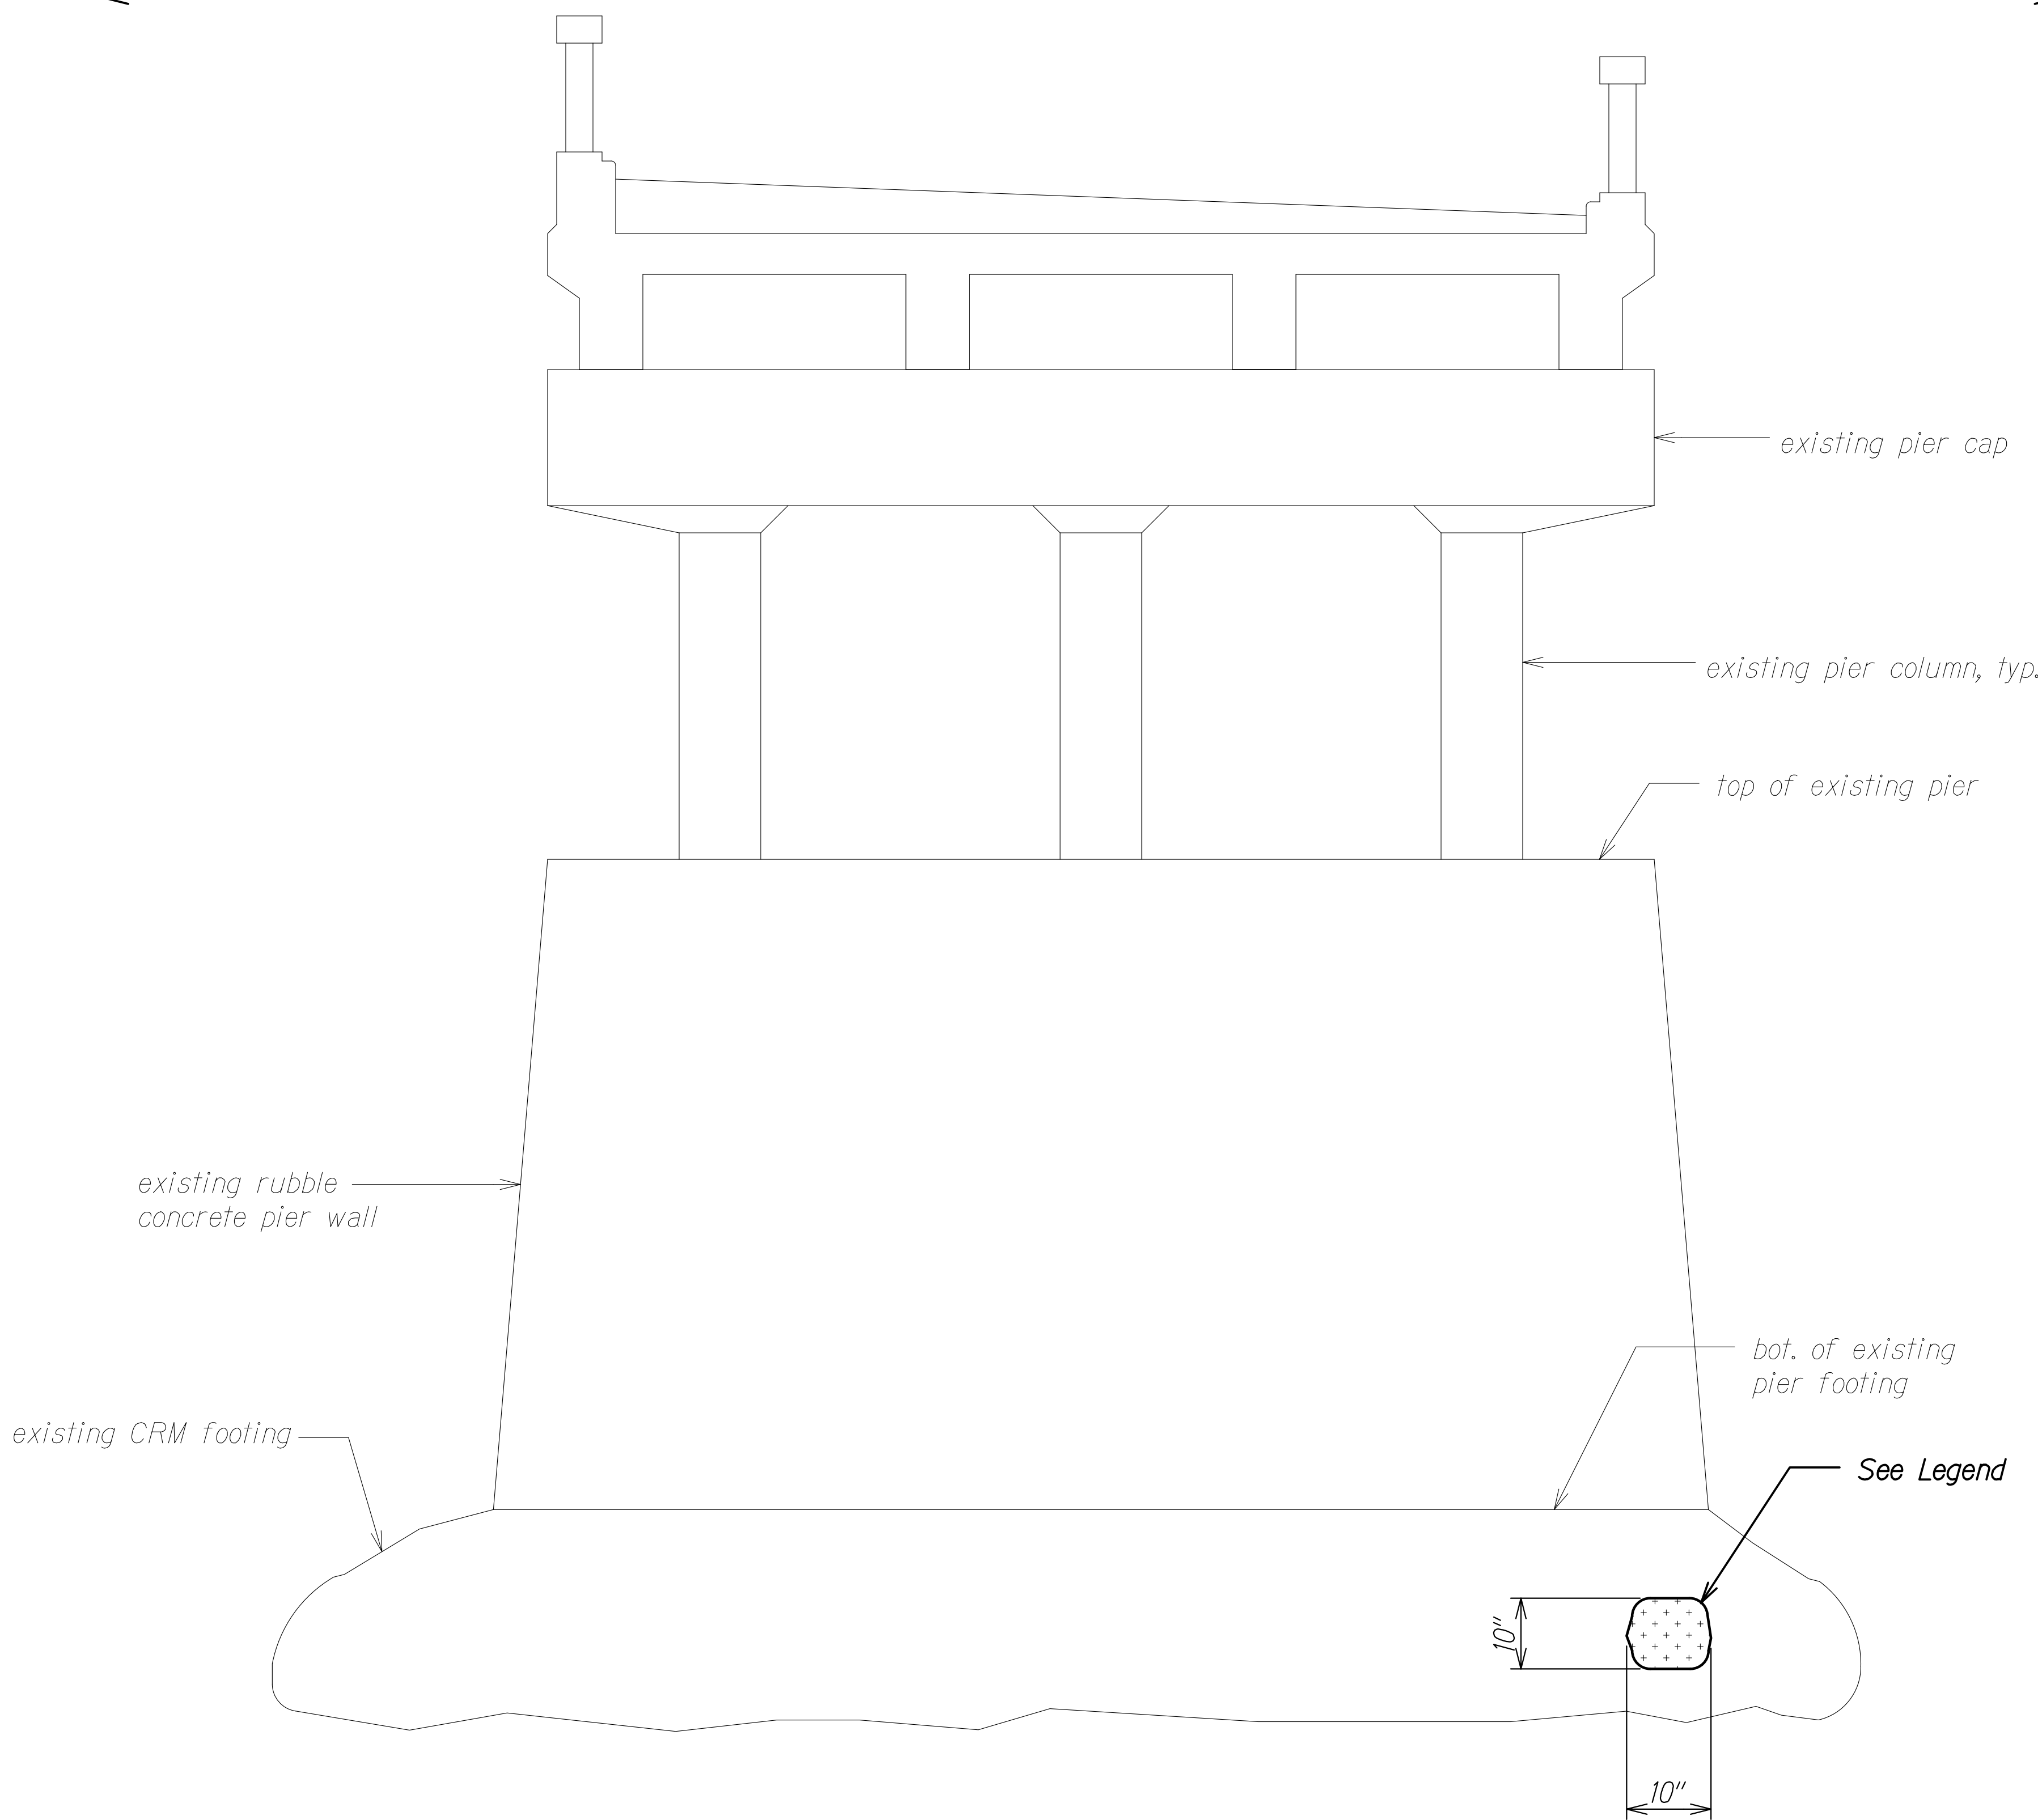 existing pier cap
existing pier column, typ.
top of existing pier
existing rubble
concrete pier wall
bot. of existing
pier footing
existing CRM footing
See Legend
10"
10"